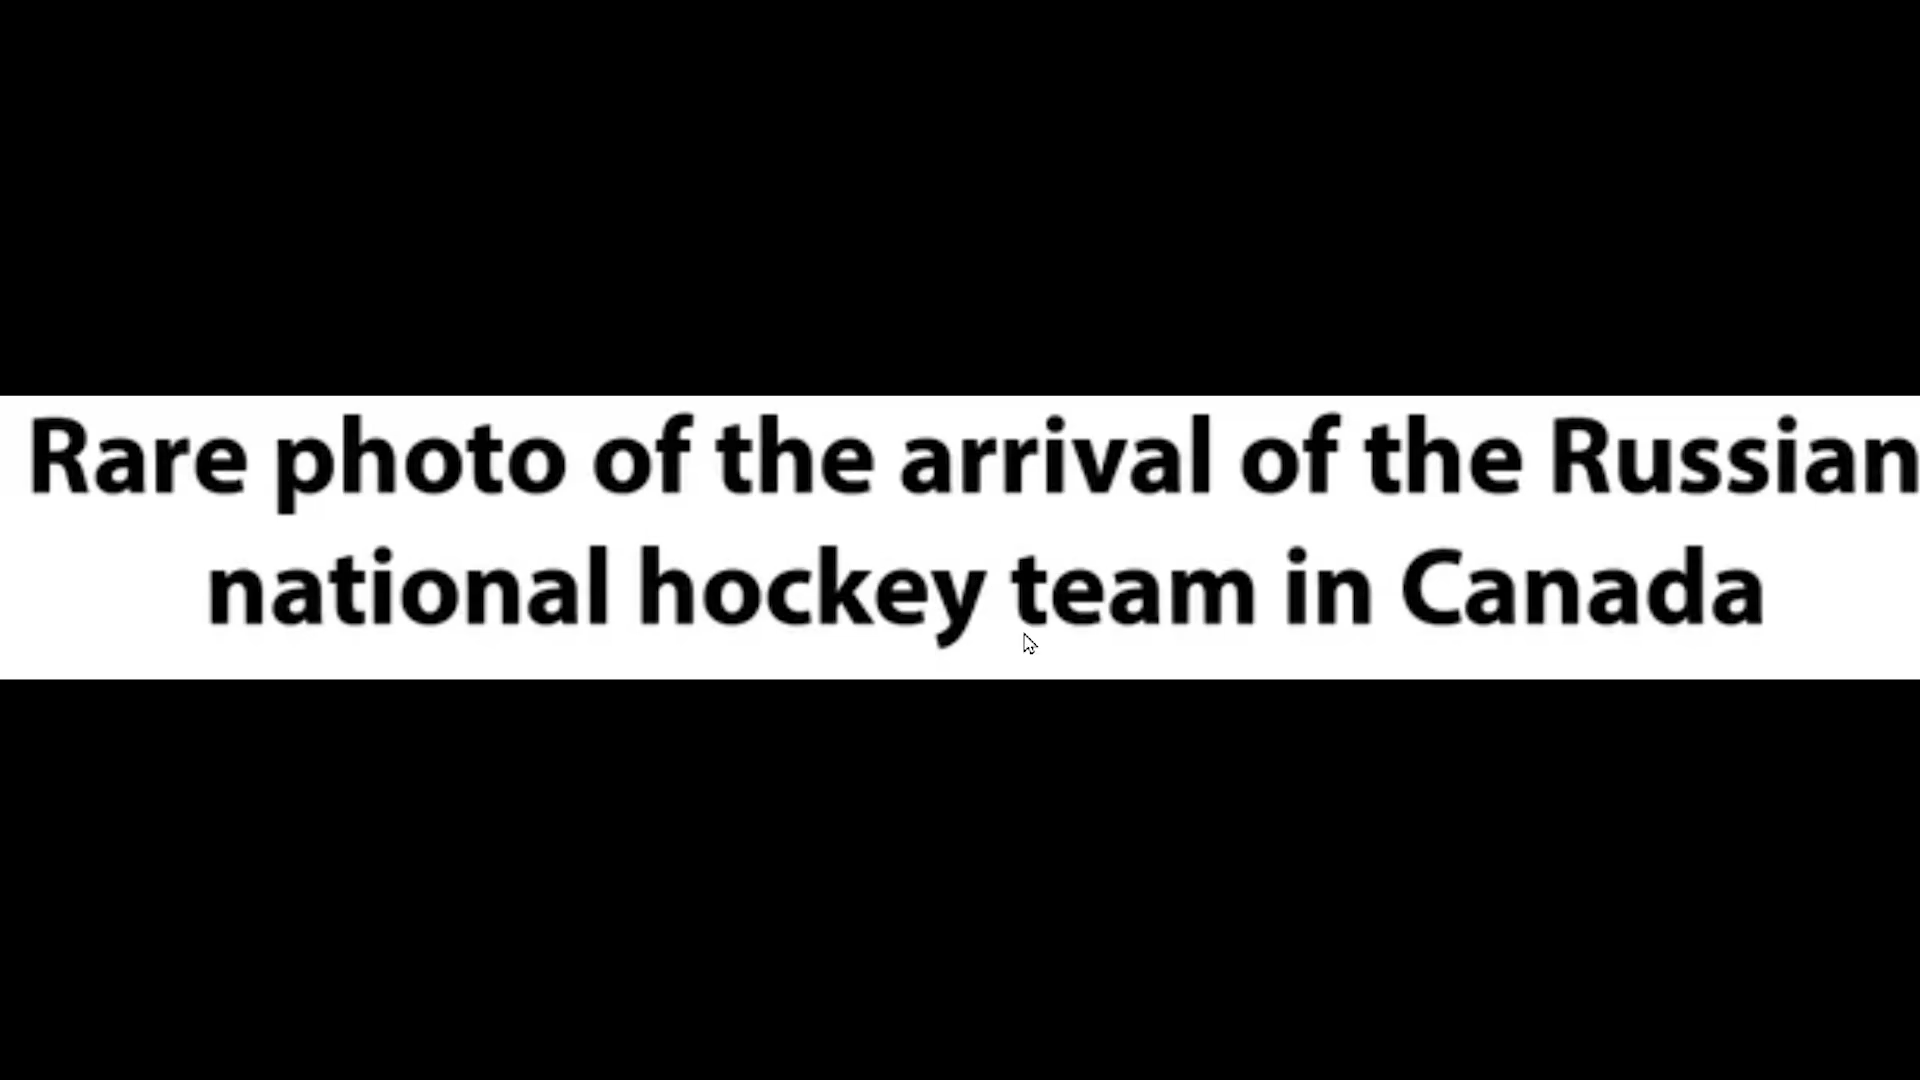 Rare photo of the arrival of the Russian
national hockey team in Canada